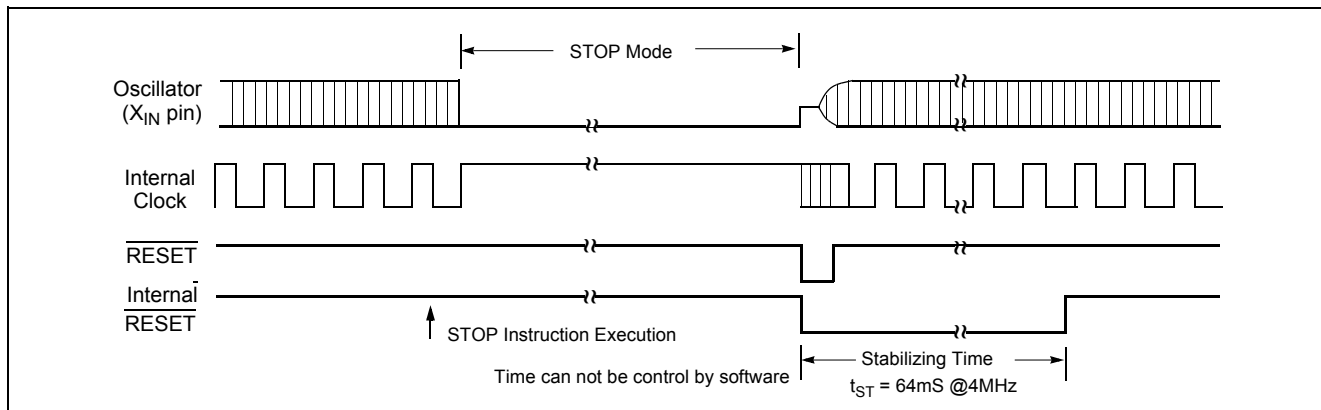 STOP Mode
Oscillator
(XIN pin)
Internal
Clock
RESET
Internal
RESET
STOP Instruction Execution
Time can not be control by software
Stabilizing Time
tST = 64mS @4MHz